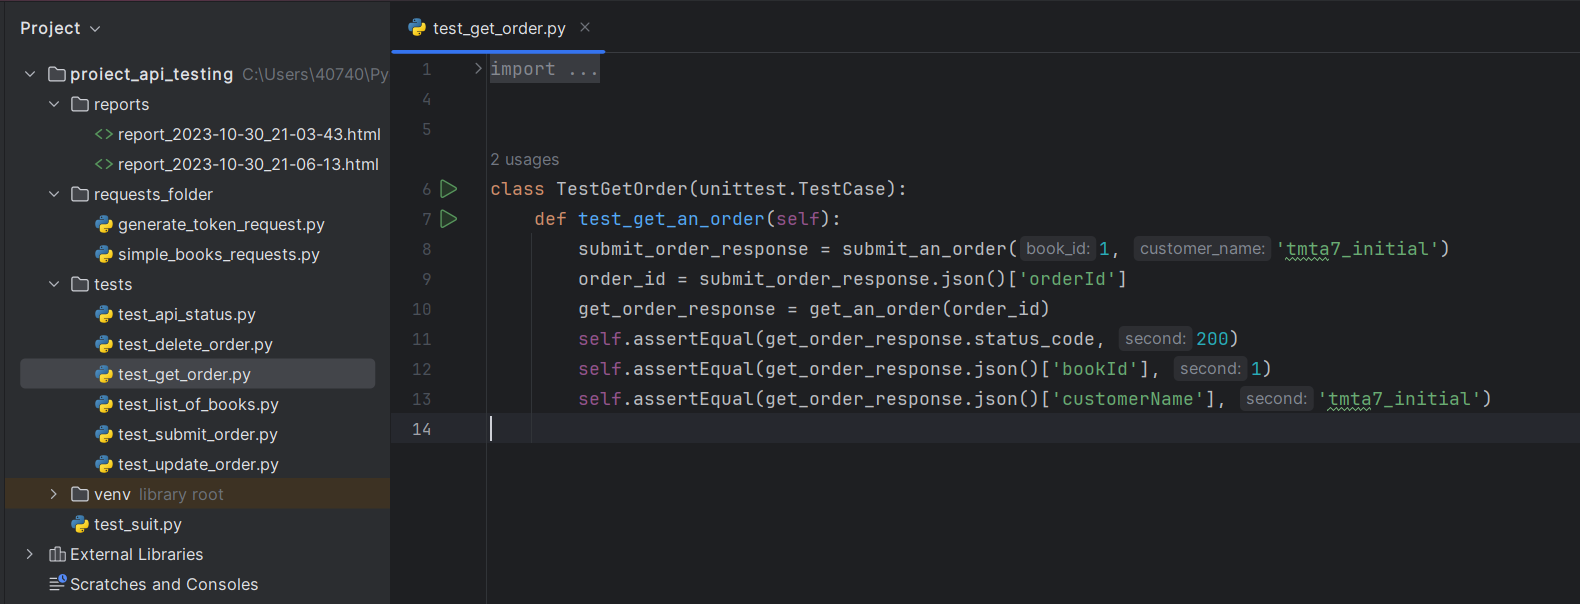 Project
proiect_api_testing C:\Users\40740\Py
reports
report_2023-10-30_21-03-43.html
report_2023-10-30_21-06-13.html
requests_folder
generate_token_request.py
simple_books_requests.py
tests
test_api_status.py
test_delete_order.py
test_get_order.py
test_list_of_books.py
test_submit_order.py
test_update_order.py
venv library root
test_suit.py
External Libraries
Scratches and Consoles
test_get_order.py
1 import ...
4
5
2 usages
6 class TestGetOrder(unittest.TestCase):
7 def test_get_an_order(self):
8 submit_order_response = submit_an_order( book_id: 1, customer_name: 'tmta7_initial')
9 order_id = submit_order_response.json()['orderId']
10 get_order_response = get_an_order(order_id)
11 self.assertEqual(get_order_response.status_code, second: 200)
12 self.assertEqual(get_order_response.json()['bookId'], second: 1)
13 self.assertEqual(get_order_response.json()['customerName'], second: 'tmta7_initial')
14